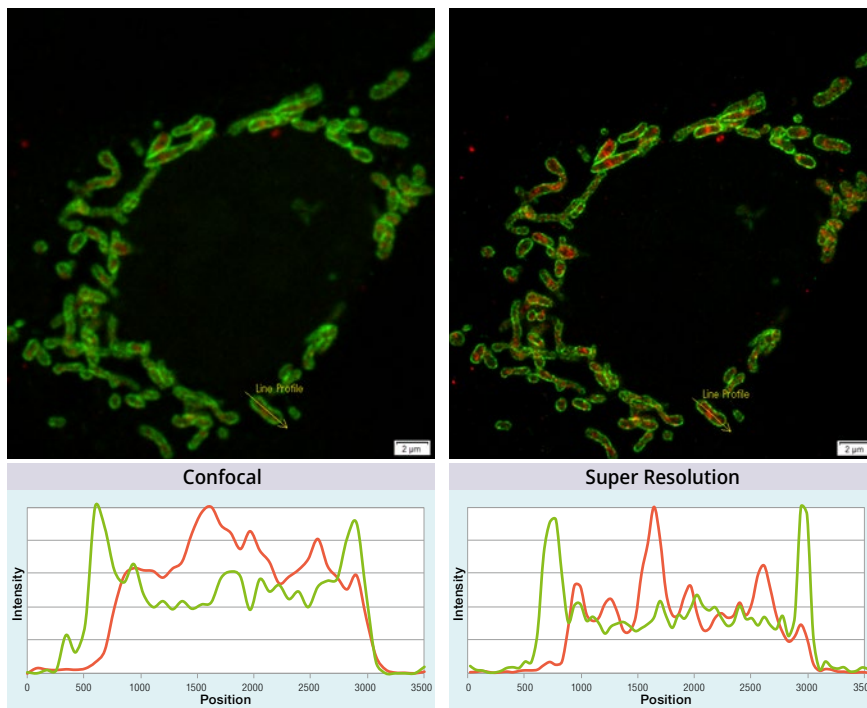 Line Profile
2 μm
Line Profile
2 μm
Confocal
Super Resolution
Intensity
0 500 1000 1500 2000 2500 3000 3500
Position
Intensity
0 500 1000 1500 2000 2500 3000 350
Position